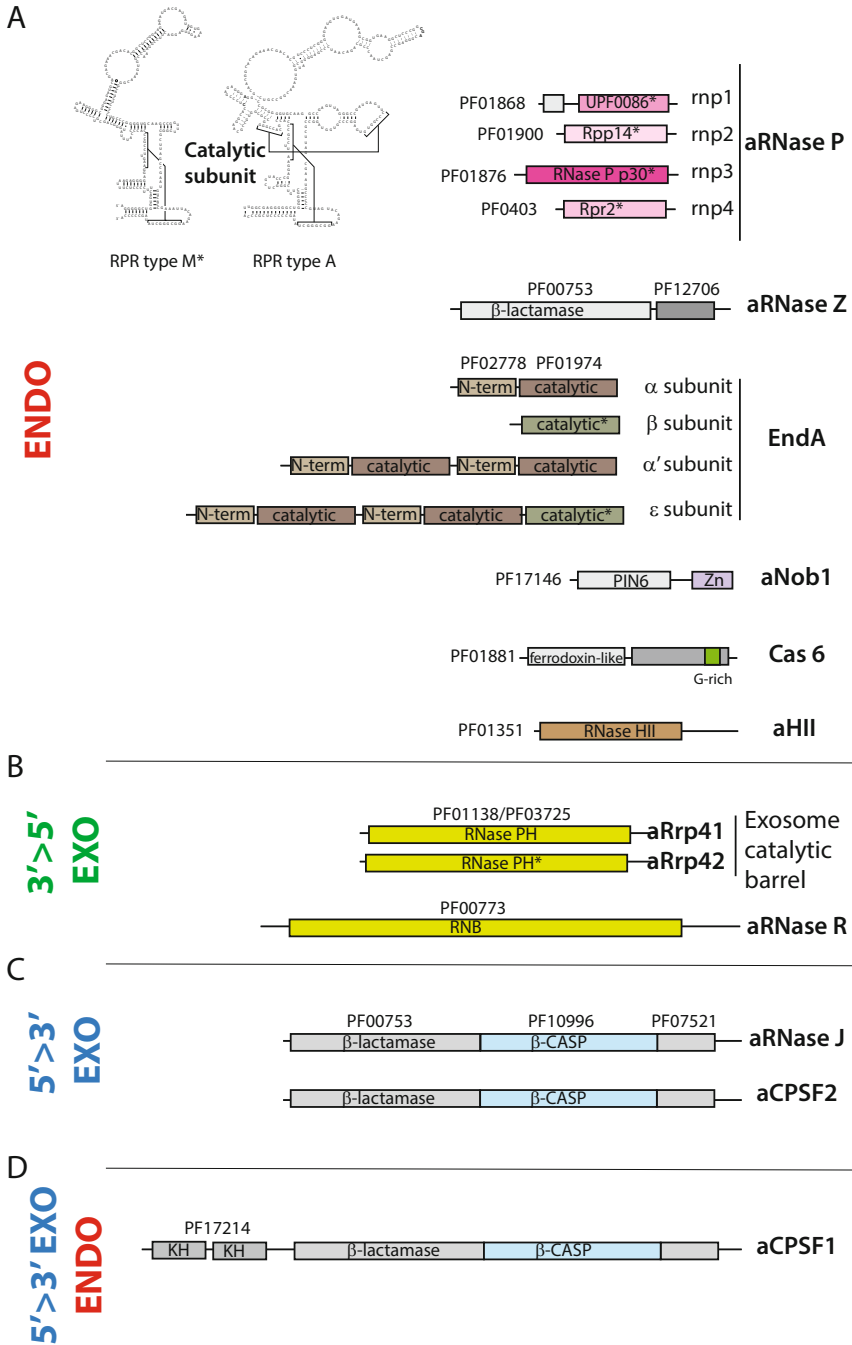 A
Catalytic
subunit
RPR type M*
RPR type A
PF01868
UPF0086*
rnp1
PF01900
Rpp14*
rnp2
PF01876
RNase P p30*
rnp3
PF0403
Rpr2*
rnp4
aRNase P
PF00753 PF12706
β-lactamase
aRNase Z
ENDO
PF02778 PF01974
N-term catalytic α subunit
catalytic* β subunit
EndA
N-term catalytic N-term catalytic α' subunit
N-term catalytic N-term catalytic catalytic* ε subunit
PF17146 PIN6 Zn aNob1
PF01881 ferrodoxin-like Cas 6
G-rich
PF01351 RNase HII aHII
B
3'>5'
EXO
PF01138/PF03725
RNase PH aRrp41
RNase PH* aRrp42
Exosome
catalytic
barrel
PF00773
RNB aRNase R
C
5'>3'
EXO
PF00753 PF10996 PF07521
β-lactamase β-CASP aRNase J
β-lactamase β-CASP aCPSF2
D
5'>3' EXO
ENDO
PF17214
KH KH β-lactamase β-CASP aCPSF1